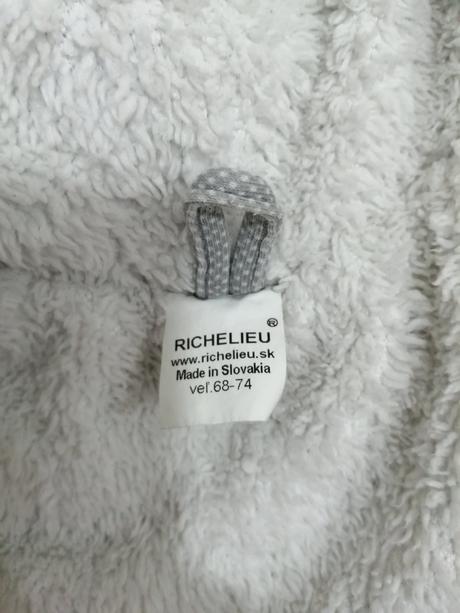 RICHELIEU®
www.richelieu.sk
Made in Slovakia
veľ.68-74